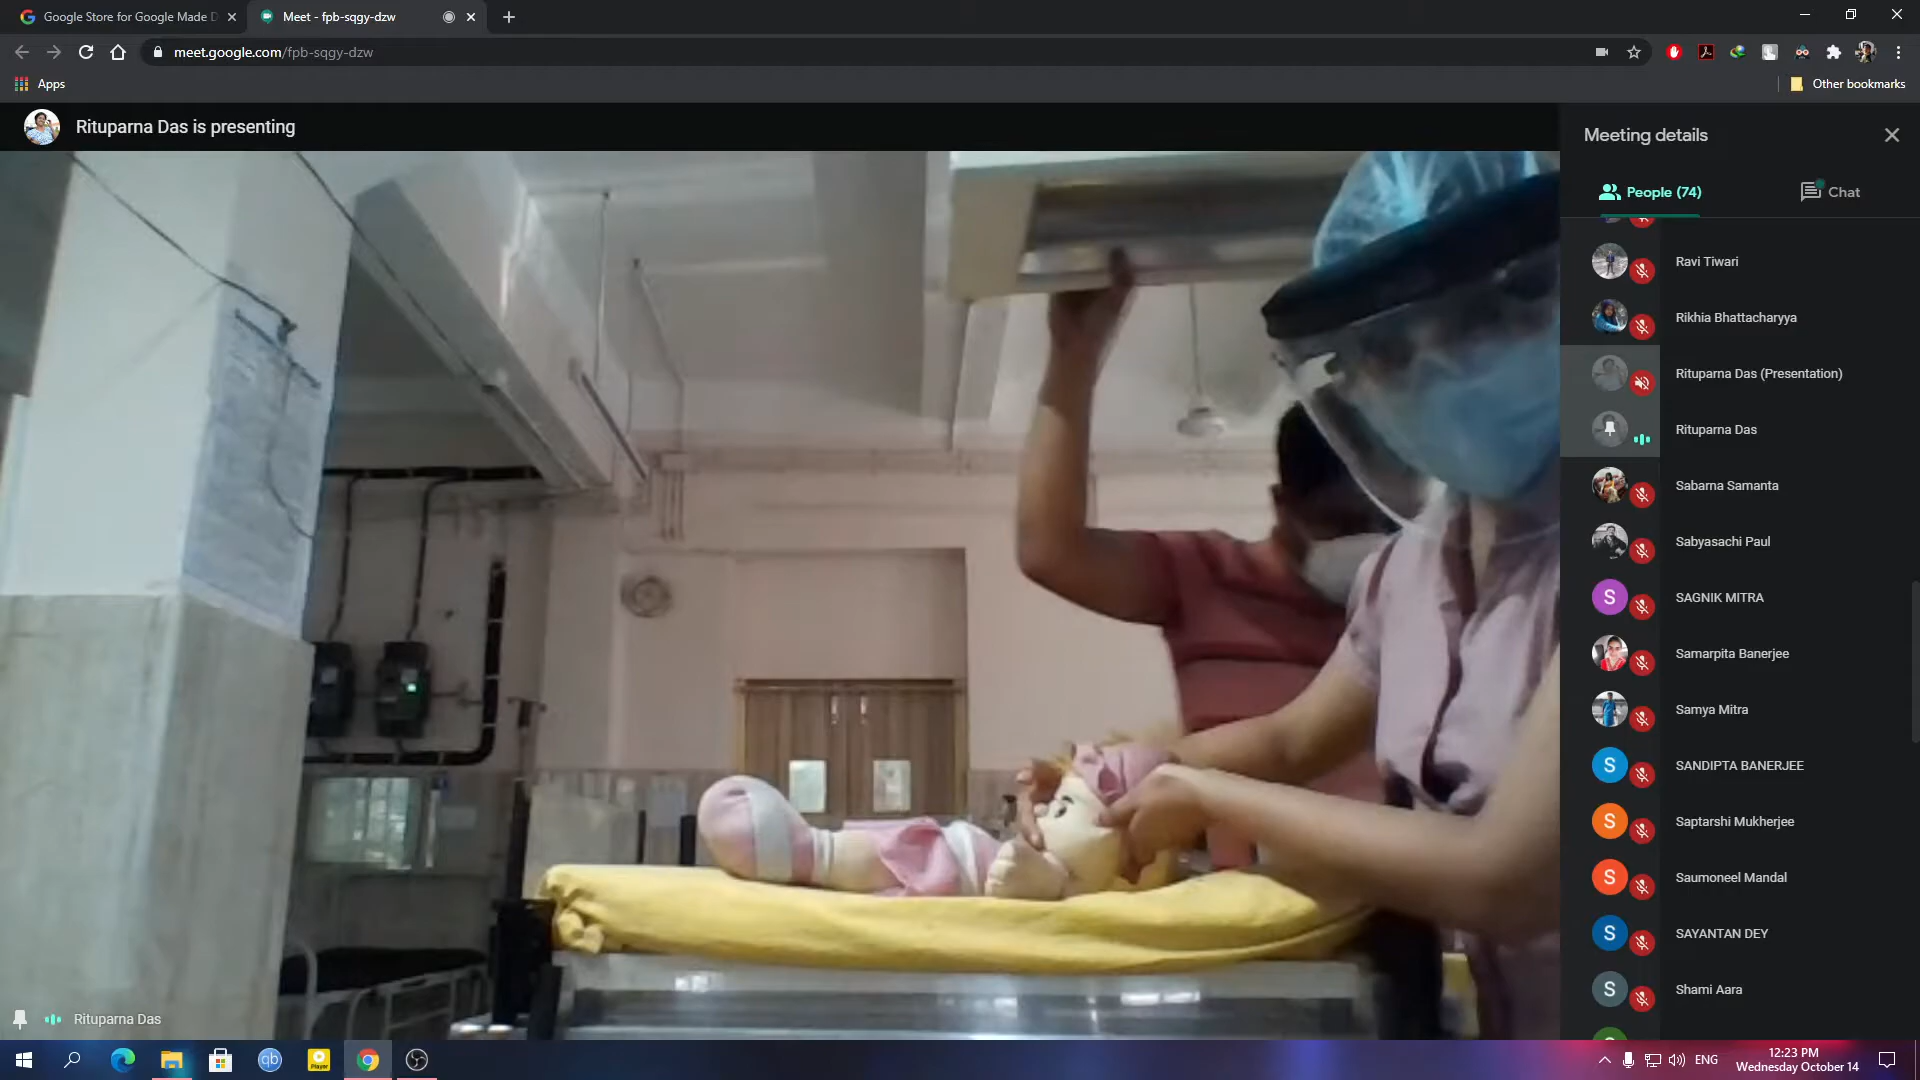 Google Store for Google Made D
Meet - fpb-sqgy-dzw
meet.google.com/fpb-sqgy-dzw
Apps
Other bookmarks
Rituparna Das is presenting
Meeting details
People (74)
Chat
Ravi Tiwari
Rikhia Bhattacharyya
Rituparna Das (Presentation)
Rituparna Das
Sabarna Samanta
Sabyasachi Paul
S
SAGNIK MITRA
Samarpita Banerjee
Samya Mitra
S
SANDIPTA BANERJEE
S
Saptarshi Mukherjee
S
Saumoneel Mandal
S
SAYANTAN DEY
S
Shami Aara
Rituparna Das
qb
Player
ENG
12:23 PM
Wednesday October 14